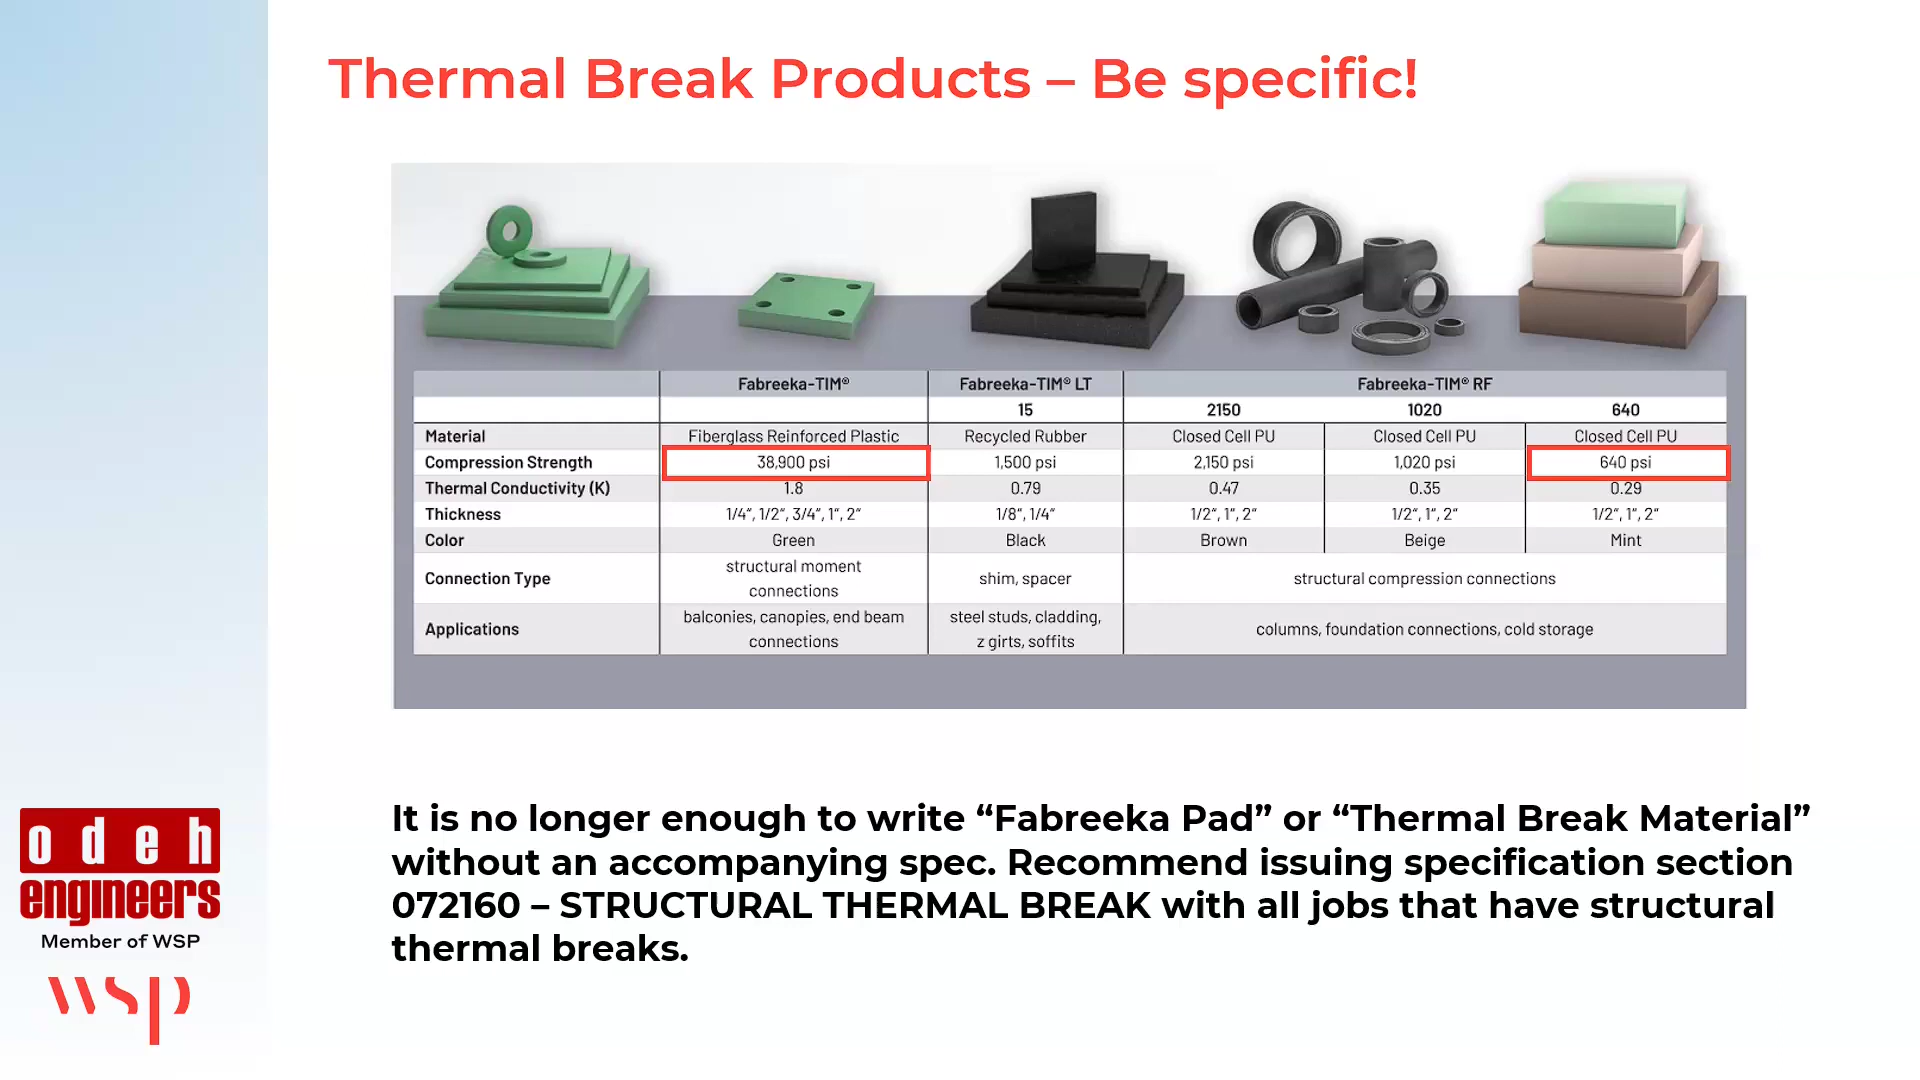 Thermal Break Products – Be specific!
Fabreeka-TIM® Fabreeka-TIM® LT Fabreeka-TIM® RF
15 2150 1020 640
Material Fiberglass Reinforced Plastic Recycled Rubber Closed Cell PU Closed Cell PU Closed Cell PU
Compression Strength 38,900 psi 1,500 psi 2,150 psi 1,020 psi 640 psi
Thermal Conductivity (K) 1.8 0.79 0.47 0.35 0.29
Thickness 1/4”, 1/2”, 3/4”, 1”, 2” 1/8”, 1/4” 1/2”, 1”, 2” 1/2”, 1”, 2” 1/2”, 1”, 2”
Color Green Black Brown Beige Mint
Connection Type structural moment connections shim, spacer structural compression connections
Applications balconies, canopies, end beam connections steel studs, cladding, z girts, soffits columns, foundation connections, cold storage
It is no longer enough to write “Fabreeka Pad” or “Thermal Break Material”
without an accompanying spec. Recommend issuing specification section
072160 – STRUCTURAL THERMAL BREAK with all jobs that have structural
thermal breaks.
odeh
engineers
Member of WSP
wsp